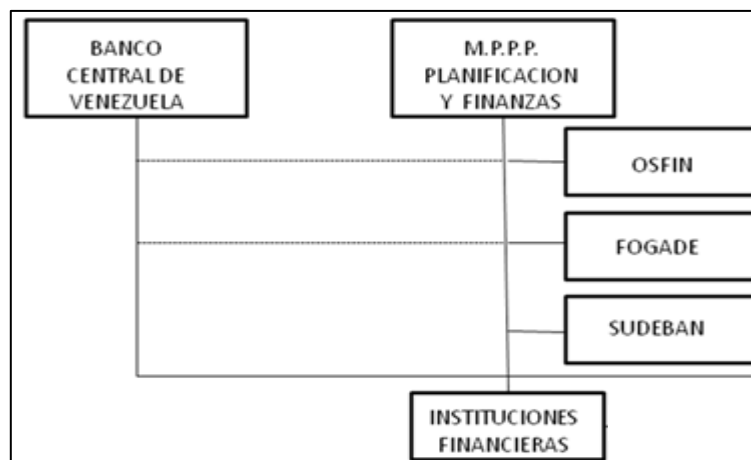 BANCO
CENTRAL DE
VENEZUELA
M.P.P.P.
PLANIFICACION
Y FINANZAS
OSFIN
FOGADE
SUDEBAN
INSTITUCIONES
FINANCIERAS